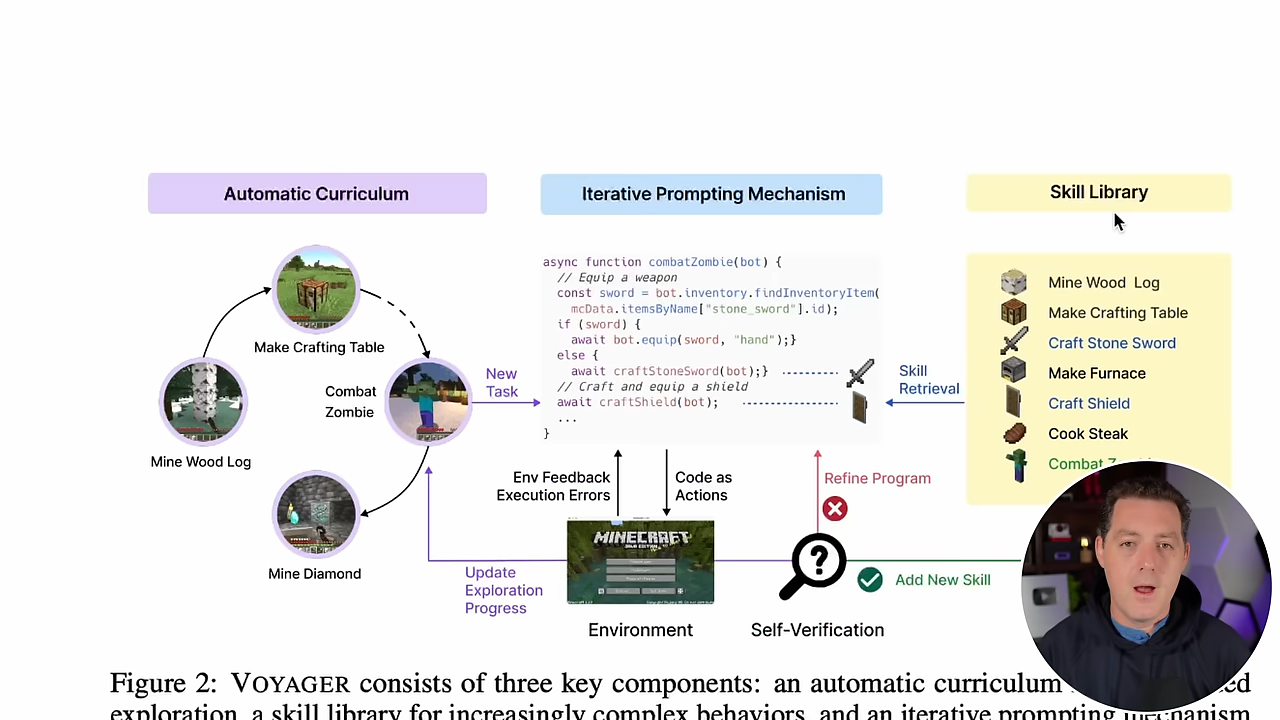 Automatic Curriculum
Make Crafting Table
Combat
Zombie
Mine Wood Log
Mine Diamond
New
Task
Update
Exploration
Progress
Iterative Prompting Mechanism
async function combatZombie(bot) {
// Equip a weapon
const sword = bot.inventory.findInventoryItem(
mcData.itemsByName["stone_sword"].id);
if (sword) {
await bot.equip(sword, "hand");}
else {
await craftStoneSword(bot);}
// Craft and equip a shield
await craftShield(bot);
...
}
Env Feedback
Execution Errors
Code as
Actions
MINECRAFT
Environment
Skill
Retrieval
Refine Program
?
Add New Skill
Self-Verification
Skill Library
Mine Wood Log
Make Crafting Table
Craft Stone Sword
Make Furnace
Craft Shield
Cook Steak
Combat
Figure 2: VOYAGER consists of three key components: an automatic curriculum
exploration, a skill library for increasingly complex behaviors, and an iterative prompting mechanism